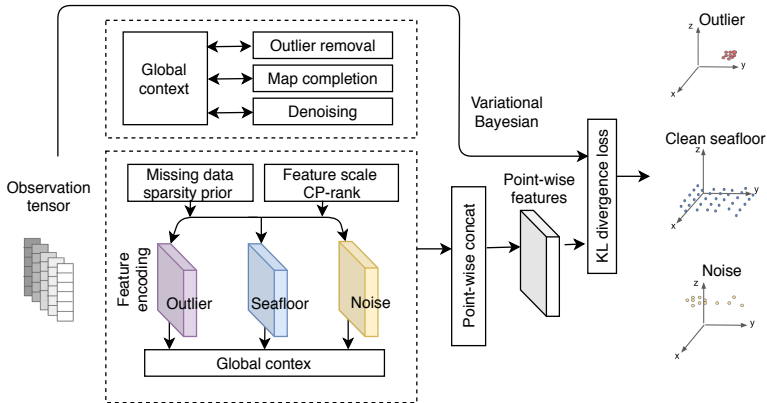 Observation
tensor
Global
context
Outlier removal
Map completion
Denoising
Missing data
sparsity prior
Feature scale
CP-rank
Feature
encoding
Outlier
Seafloor
Noise
Global contex
Variational
Bayesian
Point-wise concat
Point-wise
features
KL divergence loss
Outlier
z
y
x
Clean seafloor
z
y
x
Noise
z
y
x